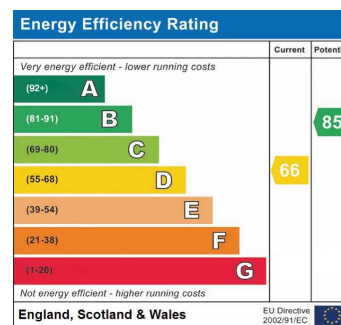 Energy Efficiency Rating
Current Potent
Very energy efficient - lower running costs
(92+) A
(81-91) B
85
(69-80) C
(55-68) D
66
(39-54) E
(21-38) F
(1-20) G
Not energy efficient - higher running costs
England, Scotland & Wales
EU Directive
2002/91/EC